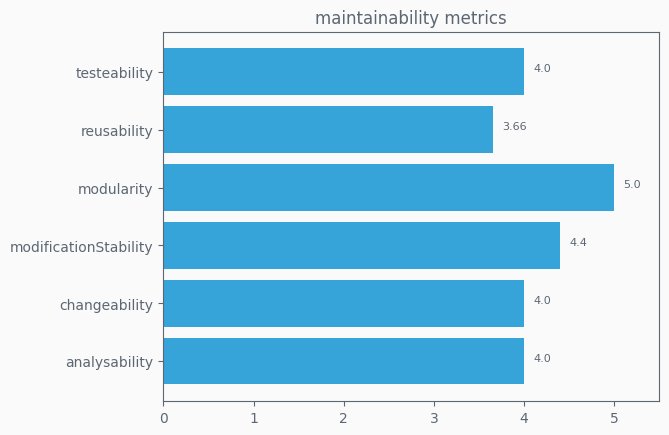 maintainability metrics
testeability
4.0
reusability
3.66
modularity
5.0
modificationStability
4.4
changeability
4.0
analysability
4.0
0 1 2 3 4 5